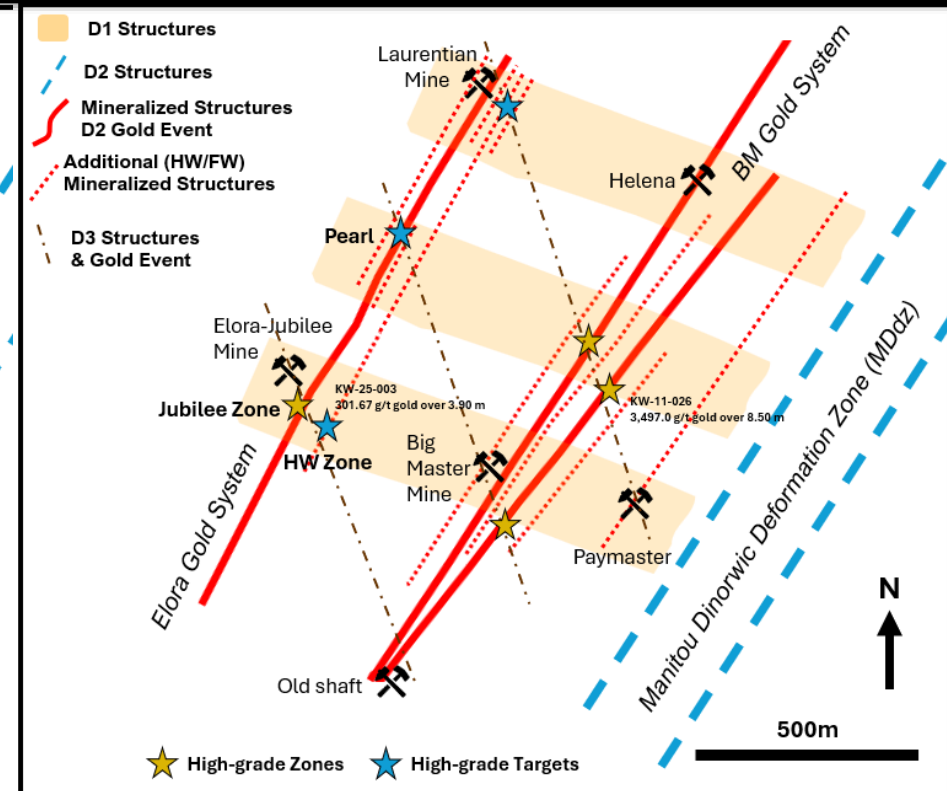 D1 Structures
D2 Structures
Mineralized Structures
D2 Gold Event
Additional (HW/FW)
Mineralized Structures
D3 Structures
& Gold Event
Laurentian
Mine
Helena
BM Gold System
Pearl
Elora-Jubilee
Mine
KW-25-003
301.67 g/t gold over 3.90 m
Jubilee Zone
HW Zone
KW-11-026
3,497.0 g/t gold over 8.50 m
Big
Master
Mine
Elora Gold System
Paymaster
Manitou Dinorwic Deformation Zone (MDdz)
Old shaft
N
500m
High-grade Zones
High-grade Targets